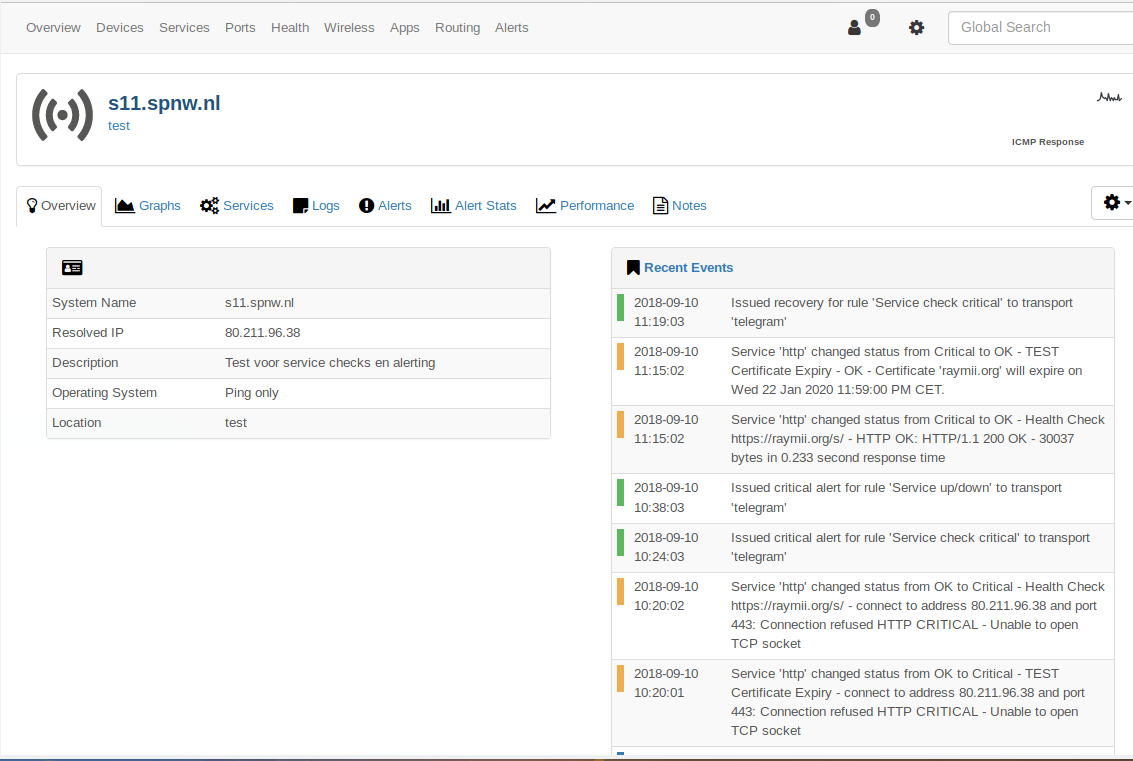 Overview Devices Services Ports Health Wireless Apps Routing Alerts 0 Global Search
s11.spnw.nl
test
ICMP Response
Overview Graphs Services Logs Alerts Alert Stats Performance Notes
System Name s11.spnw.nl
Resolved IP 80.211.96.38
Description Test voor service checks en alerting
Operating System Ping only
Location test
Recent Events
2018-09-10 Issued recovery for rule 'Service check critical' to transport
11:19:03 'telegram'
2018-09-10 Service 'http' changed status from Critical to OK - TEST
11:15:02 Certificate Expiry - OK - Certificate 'raymii.org' will expire on
Wed 22 Jan 2020 11:59:00 PM CET.
2018-09-10 Service 'http' changed status from Critical to OK - Health Check
11:15:02 https://raymii.org/s/ - HTTP OK: HTTP/1.1 200 OK - 30037
bytes in 0.233 second response time
2018-09-10 Issued critical alert for rule 'Service up/down' to transport
10:38:03 'telegram'
2018-09-10 Issued critical alert for rule 'Service check critical' to transport
10:24:03 'telegram'
2018-09-10 Service 'http' changed status from OK to Critical - Health Check
10:20:02 https://raymii.org/s/ - connect to address 80.211.96.38 and port
443: Connection refused HTTP CRITICAL - Unable to open
TCP socket
2018-09-10 Service 'http' changed status from OK to Critical - TEST
10:20:01 Certificate Expiry - connect to address 80.211.96.38 and port
443: Connection refused HTTP CRITICAL - Unable to open
TCP socket